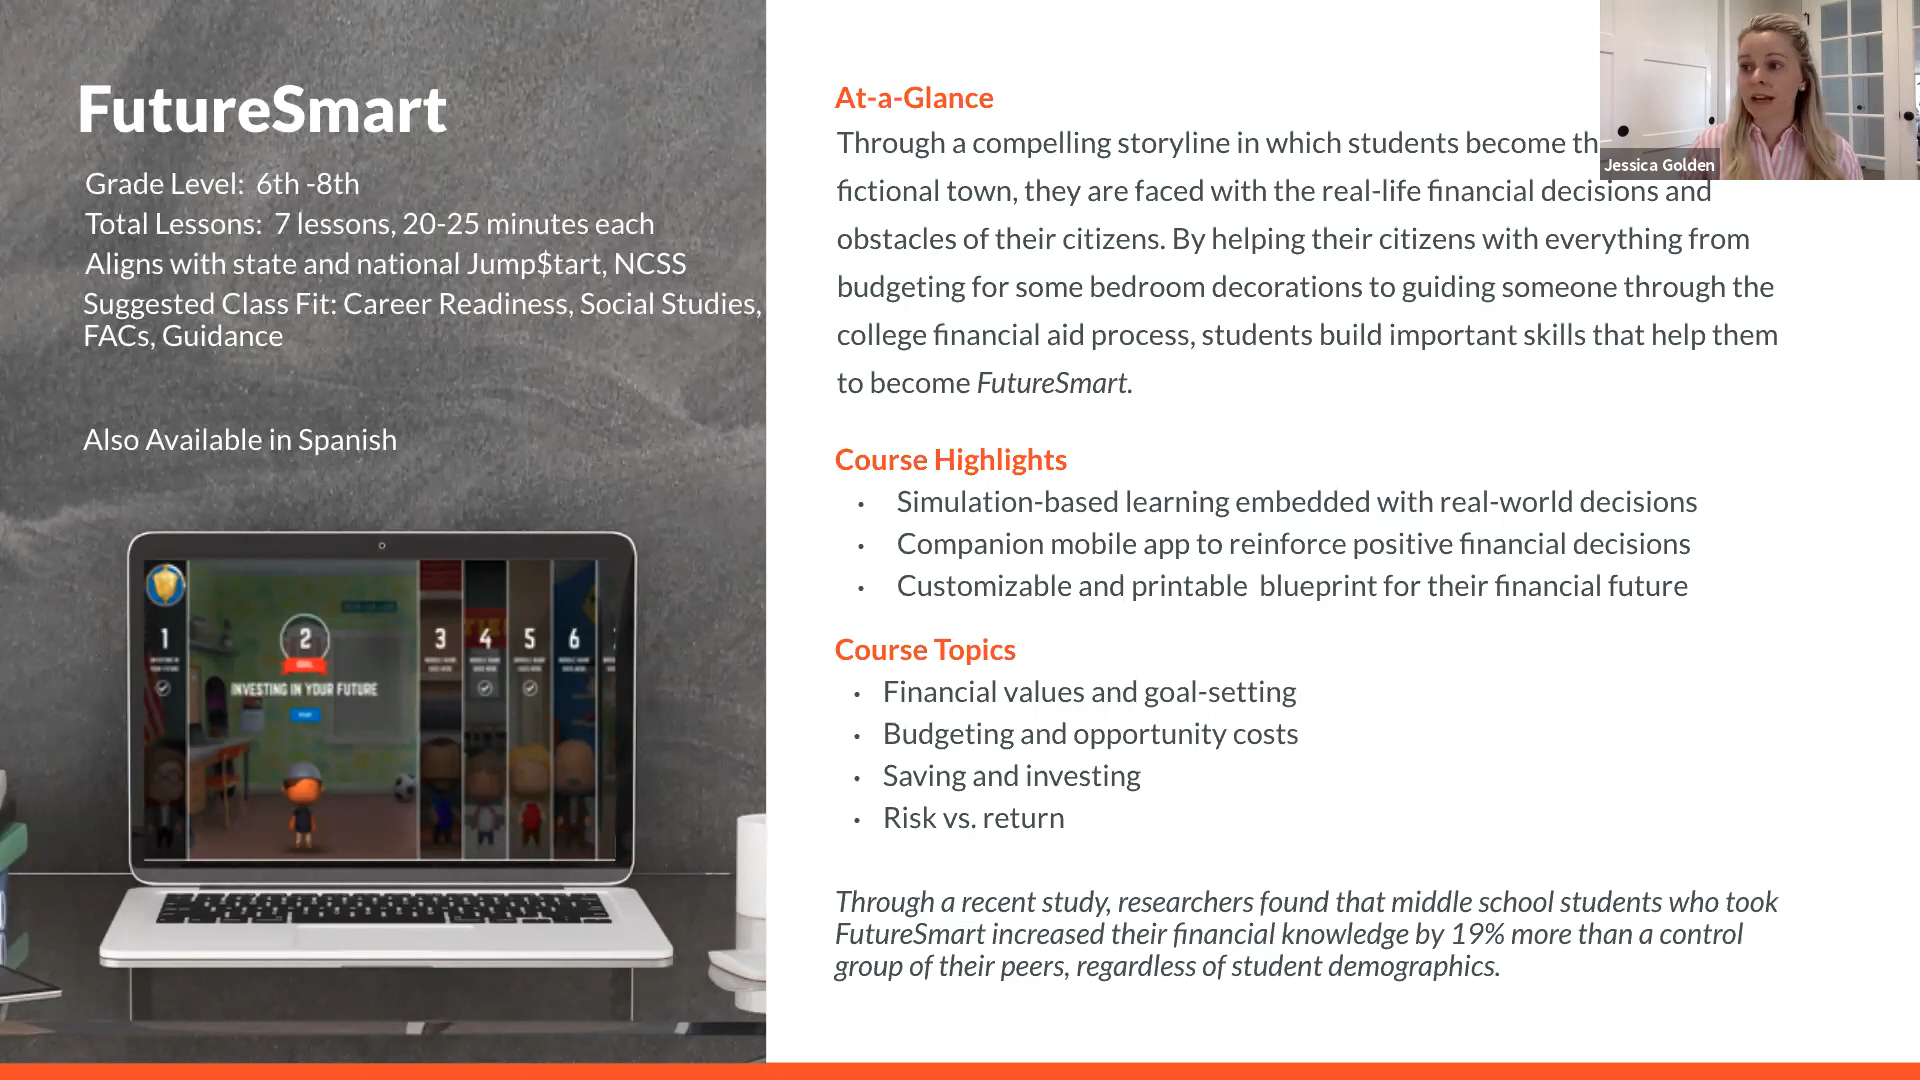 FutureSmart
Grade Level: 6th -8th
Total Lessons: 7 lessons, 20-25 minutes each
Aligns with state and national Jump$tart, NCSS
Suggested Class Fit: Career Readiness, Social Studies,
FACs, Guidance
Also Available in Spanish
1
2
GOAL
INVESTING IN YOUR FUTURE
3
4
5
6
At-a-Glance
Through a compelling storyline in which students become th
fictional town, they are faced with the real-life financial decisions and
obstacles of their citizens. By helping their citizens with everything from
budgeting for some bedroom decorations to guiding someone through the
college financial aid process, students build important skills that help them
to become FutureSmart.
Course Highlights
• Simulation-based learning embedded with real-world decisions
• Companion mobile app to reinforce positive financial decisions
• Customizable and printable blueprint for their financial future
Course Topics
• Financial values and goal-setting
• Budgeting and opportunity costs
• Saving and investing
• Risk vs. return
Through a recent study, researchers found that middle school students who took
FutureSmart increased their financial knowledge by 19% more than a control
group of their peers, regardless of student demographics.
Jessica Golden